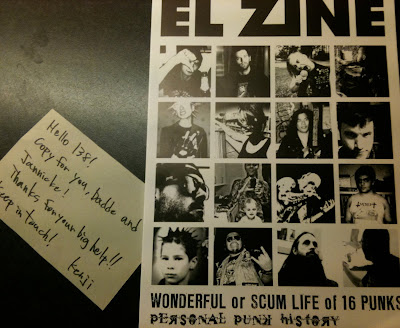 EL ZINE
Hello 138!
Copy for you, Dadde and
Jannicke!
Thanks for your big help!!
Keep in touch!
Kenji
WONDERFUL or SCUM LIFE of 16 PUNKS
PERSONAL PUNK HISTORY